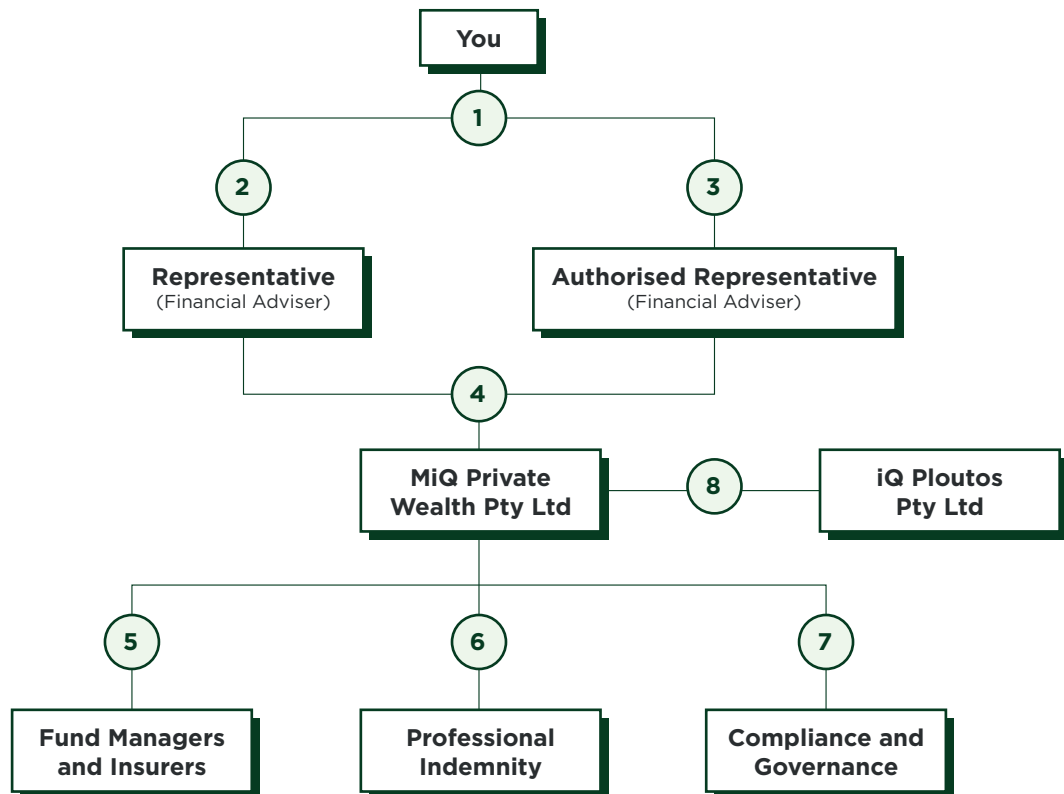 You
1
2
3
Representative
(Financial Adviser)
Authorised Representative
(Financial Adviser)
4
MiQ Private
Wealth Pty Ltd
8
iQ Ploutos
Pty Ltd
5
6
7
Fund Managers
and Insurers
Professional
Indemnity
Compliance and
Governance